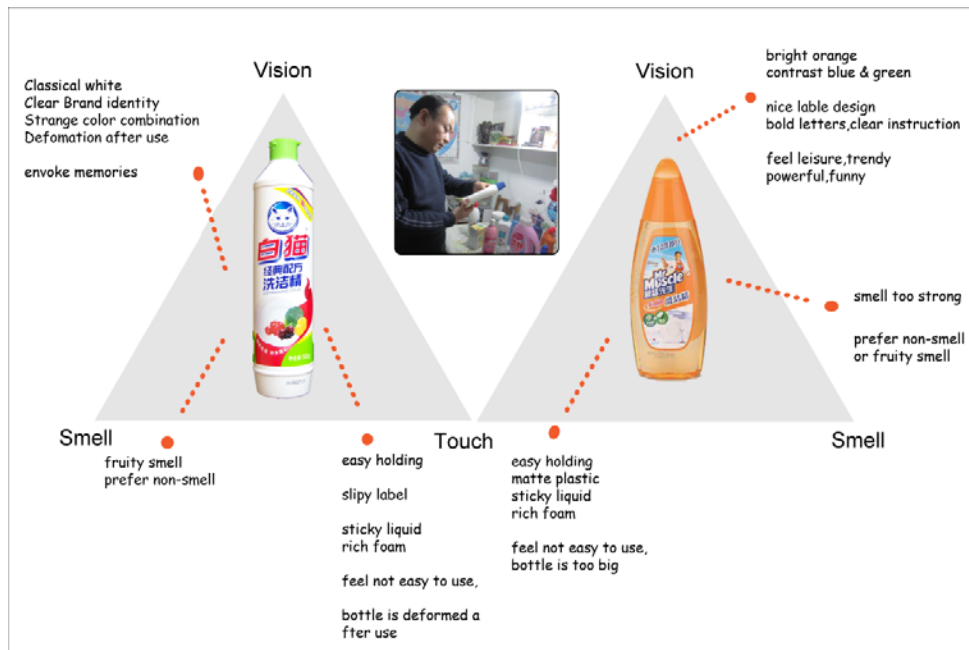 Vision
Classical white
Clear Brand identity
Strange color combination
Defomation after use
envoke memories
白猫
经典配方
洗洁精
Smell
fruity smell
prefer non-smell
Touch
easy holding
slipy label
sticky liquid
rich foam
feel not easy to use,
bottle is deformed a
fter use
Vision
bright orange
contrast blue & green
nice lable design
bold letters,clear instruction
feel leisure,trendy
powerful,funny
Mr
Muscle
smell too strong
prefer non-smell
or fruity smell
easy holding
matte plastic
sticky liquid
rich foam
feel not easy to use,
bottle is too big
Smell